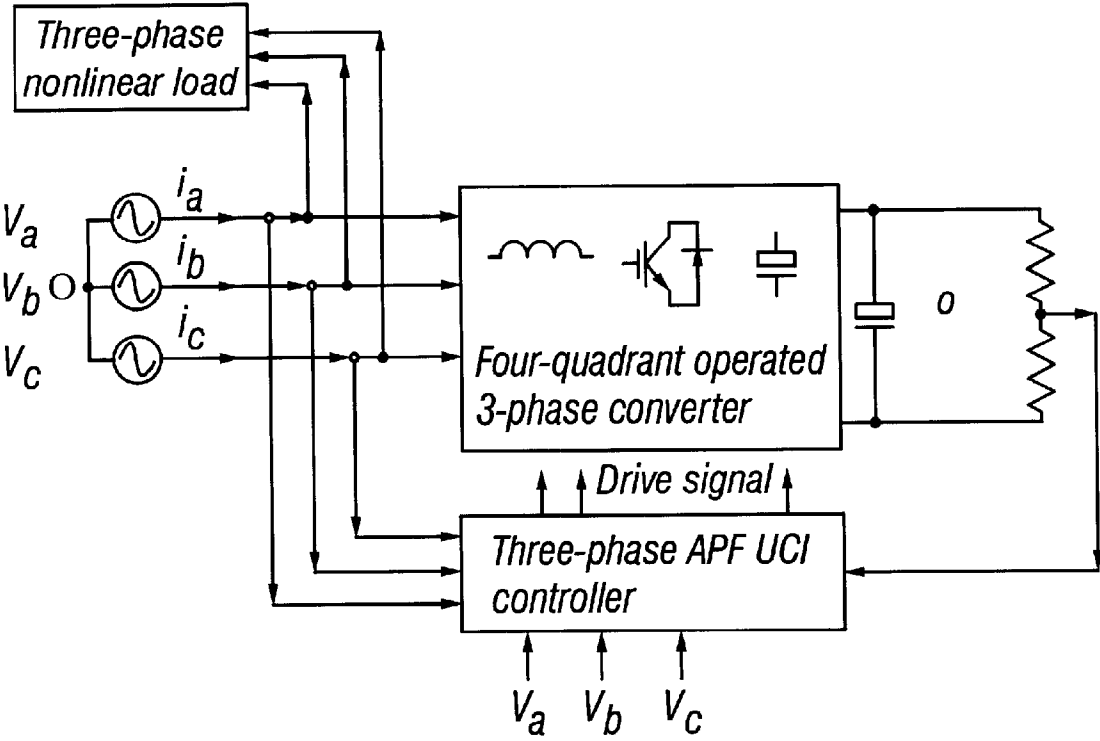 Three-phase
nonlinear load
Va
ia
Vb
O
ib
Vc
ic
o
Four-quadrant operated
3-phase converter
Drive signal
Three-phase APF UCI
controller
Va
Vb
Vc